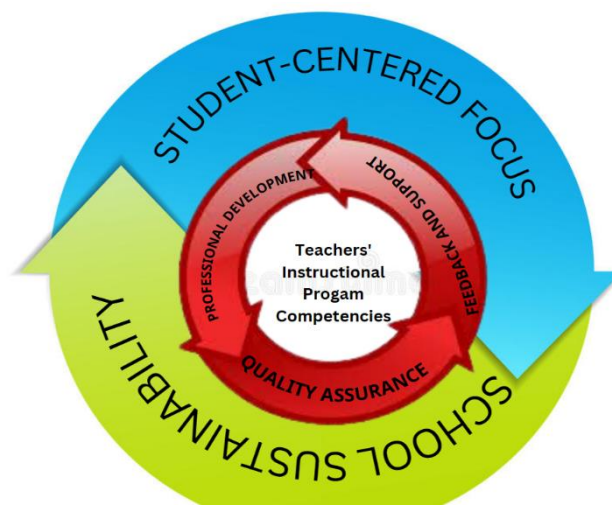 STUDENT-CENTERED FOCUS
PROFESSIONAL DEVELOPMENT
FEEDBACK AND SUPPORT
Teachers'
Instructional
Progam
Competencies
QUALITY ASSURANCE
SCHOOL SUSTAINABILITY